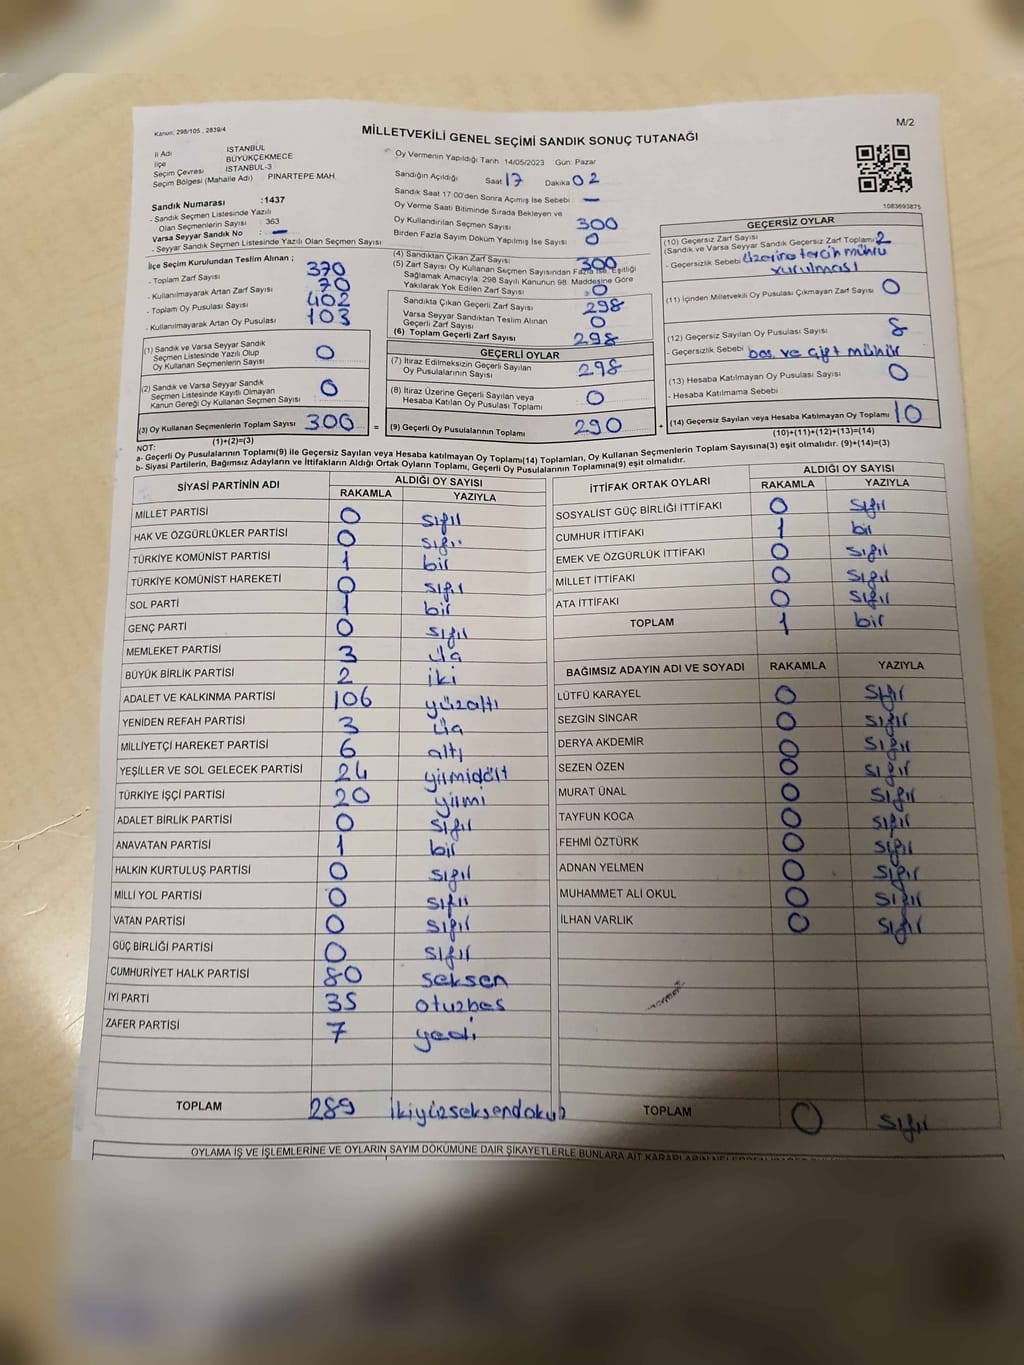 Kanun: 298/105 , 2839/4
M/2
MİLLETVEKİLİ GENEL SEÇİMİ SANDIK SONUÇ TUTANAĞI
İl Adı İSTANBUL
İlçe BÜYÜKÇEKMECE
Seçim Çevresi İSTANBUL-3
Seçim Bölgesi (Mahalle Adı) PINARTEPE MAH.
Sandık Numarası :1437
- Sandık Seçmen Listesinde Yazılı
Olan Seçmenlerin Sayısı : 363
Varsa Seyyar Sandık No : —
- Seyyar Sandık Seçmen Listesinde Yazılı Olan Seçmen Sayısı:
Oy Vermenin Yapıldığı Tarih 14/05/2023 Gün: Pazar
Sandığın Açıldığı Saat 17 Dakika 02
Sandık Saat 17:00'den Sonra Açımış İse Sebebi —
Oy Verme Saati Bitiminde Sırada Bekleyen ve
Oy Kullandırılan Seçmen Sayısı 300
Birden Fazla Sayım Döküm Yapılmış İse Sayısı 0
1083693875
İlçe Seçim Kurulundan Teslim Alınan ;
- Toplam Zarf Sayısı 370
- Kullanılmayarak Artan Zarf Sayısı 70
- Toplam Oy Pusulası Sayısı 402
- Kullanılmayarak Artan Oy Pusulası 103
(4) Sandıktan Çıkan Zarf Sayısı 300
(5) Zarf Sayısı Oy Kullanan Seçmen Sayısından Fazla ise, Eşitliği
Sağlamak Amacıyla; 298 Sayılı Kanunun 98. Maddesine Göre
Yakılarak Yok Edilen Zarf Sayısı 0
Sandıkta Çıkan Geçerli Zarf Sayısı 298
Varsa Seyyar Sandıktan Teslim Alınan
Geçerli Zarf Sayısı 0
(6) Toplam Geçerli Zarf Sayısı 298
GEÇERSİZ OYLAR
(10) Geçersiz Zarf Sayısı
(Sandık ve Varsa Seyyar Sandık Geçersiz Zarf Toplamı) 2
- Geçersizlik Sebebi Üzerine tercih mührü
vurulması
(11) İçinden Milletvekili Oy Pusulası Çıkmayan Zarf Sayısı 0
(12) Geçersiz Sayılan Oy Pusulası Sayısı 8
- Geçersizlik Sebebi boş ve çift mühür
(13) Hesaba Katılmayan Oy Pusulası Sayısı 0
- Hesaba Katılmama Sebebi
(14) Geçersiz Sayılan veya Hesaba Katılmayan Oy Toplamı 10
(10)+(11)+(12)+(13)=(14)
(1) Sandık ve Varsa Seyyar Sandık
Seçmen Listesinde Yazılı Olup
Oy Kullanan Seçmenlerin Sayısı 0
(2) Sandık ve Varsa Seyyar Sandık
Seçmen Listesinde Kayıtlı Olmayan
Kanun Gereği Oy Kullanan Seçmen Sayısı 0
(3) Oy Kullanan Seçmenlerin Toplam Sayısı 300 =
(1)+(2)=(3)
GEÇERLİ OYLAR
(7) İtiraz Edilmeksizin Geçerli Sayılan
Oy Pusulalarının Sayısı 298
(8) İtiraz Üzerine Geçerli Sayılan veya
Hesaba Katılan Oy Pusulası Toplamı 0
(9) Geçerli Oy Pusulalarının Toplamı 290 +
NOT:
a- Geçerli Oy Pusulaları Toplamı(9) ile Geçersiz Sayılan veya Hesaba katılmayan Oy Toplamı(14) Toplamları, Oy Kullanan Seçmenlerin Toplam Sayısına(3) eşit olmalıdır. (9)+(14)=(3)
b- Siyasi Partilerin, Bağımsız Adayların ve İttifakların Aldığı Ortak Oyların Toplamı, Geçerli Oy Pusulalarının Toplamına(9) eşit olmalıdır.
SİYASİ PARTİNİN ADI ALDIĞI OY SAYISI
RAKAMLA YAZIYLA
MİLLET PARTİSİ 0 sıfır
HAK VE ÖZGÜRLÜKLER PARTİSİ 0 sıfır
TÜRKİYE KOMÜNİST PARTİSİ 1 bir
TÜRKİYE KOMÜNİST HAREKETİ 0 sıfır
SOL PARTİ 1 bir
GENÇ PARTİ 0 sıfır
MEMLEKET PARTİSİ 3 üç
BÜYÜK BİRLİK PARTİSİ 2 iki
ADALET VE KALKINMA PARTİSİ 106 yüzaltı
YENİDEN REFAH PARTİSİ 3 üç
MİLLİYETÇİ HAREKET PARTİSİ 6 altı
YEŞİLLER VE SOL GELECEK PARTİSİ 24 yirmidört
TÜRKİYE İŞÇİ PARTİSİ 20 yirmi
ADALET BİRLİK PARTİSİ 0 sıfır
ANAVATAN PARTİSİ 1 bir
HALKIN KURTULUŞ PARTİSİ 0 sıfır
MİLLİ YOL PARTİSİ 0 sıfır
VATAN PARTİSİ 0 sıfır
GÜÇ BİRLİĞİ PARTİSİ 0 sıfır
CUMHURİYET HALK PARTİSİ 80 seksen
İYİ PARTİ 35 otuzbeş
ZAFER PARTİSİ 7 yedi
TOPLAM 289 ikiyüzseksendokuz
İTTİFAK ORTAK OYLARI ALDIĞI OY SAYISI
RAKAMLA YAZIYLA
SOSYALİST GÜÇ BİRLİĞİ İTTİFAKI 0 sıfır
CUMHUR İTTİFAKI 1 bir
EMEK VE ÖZGÜRLÜK İTTİFAKI 0 sıfır
MİLLET İTTİFAKI 0 sıfır
ATA İTTİFAKI 0 sıfır
TOPLAM 1 bir
BAĞIMSIZ ADAYIN ADI VE SOYADI RAKAMLA YAZIYLA
LÜTFÜ KARAYEL 0 sıfır
SEZGİN SİNCAR 0 sıfır
DERYA AKDEMİR 0 sıfır
SEZEN ÖZEN 0 sıfır
MURAT ÜNAL 0 sıfır
TAYFUN KOCA 0 sıfır
FEHMİ ÖZTÜRK 0 sıfır
ADNAN YELMEN 0 sıfır
MUHAMMET ALİ OKUL 0 sıfır
İLHAN VARLIK 0 sıfır
TOPLAM 0 sıfır
OYLAMA İŞ VE İŞLEMLERİNE VE OYLARIN SAYIM DÖKÜMÜNE DAİR ŞİKAYETLERLE BUNLARA AİT KARARLARIN